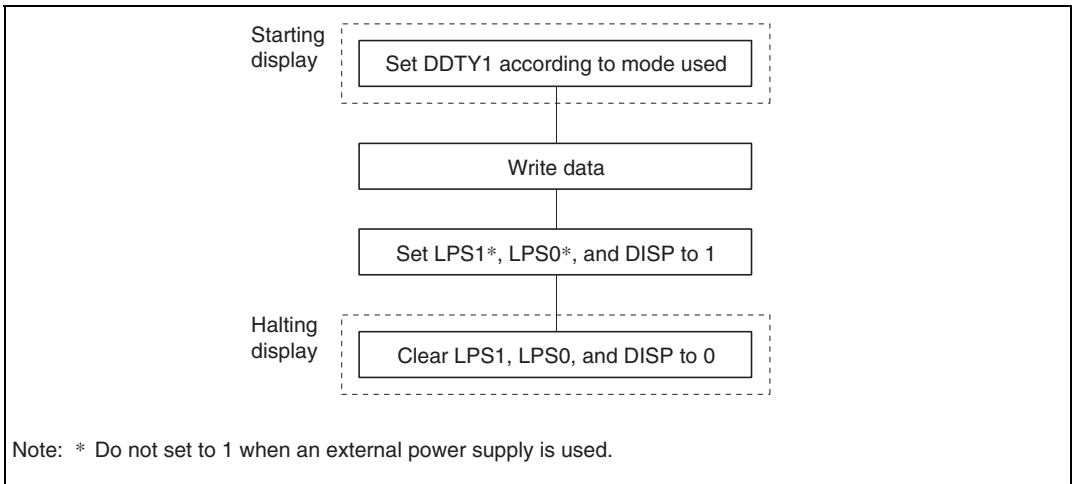 Starting
display
Set DDTY1 according to mode used
Write data
Set LPS1*, LPS0*, and DISP to 1
Halting
display
Clear LPS1, LPS0, and DISP to 0
Note: * Do not set to 1 when an external power supply is used.